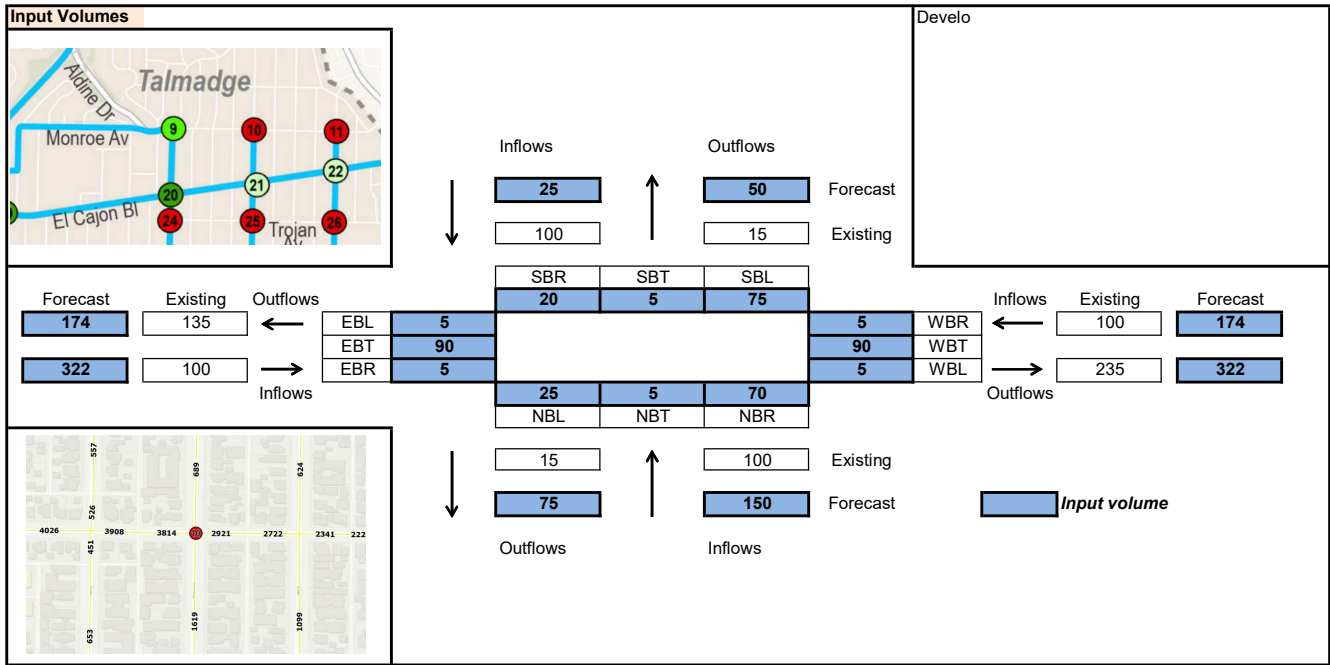 Input Volumes
Develo
Talmadge
Aldine Dr
Monroe Av
El Cajon Bl
Trojan
Av
9
10
11
20
21
22
24
25
26
Inflows Outflows
25 50 Forecast
100 15 Existing
SBR SBT SBL
20 5 75
Forecast Existing Outflows
174 135
322 100
Inflows
EBL 5
EBT 90
EBR 5
5 WBR
90 WBT
5 WBL
Inflows Existing Forecast
100 174
235 322
Outflows
25 5 70
NBL NBT NBR
15 100 Existing
75 150 Forecast
Outflows Inflows
Input volume
557
689
624
526
4026 3908 3814 2921 2722 2341 222
451
653
1619
1099